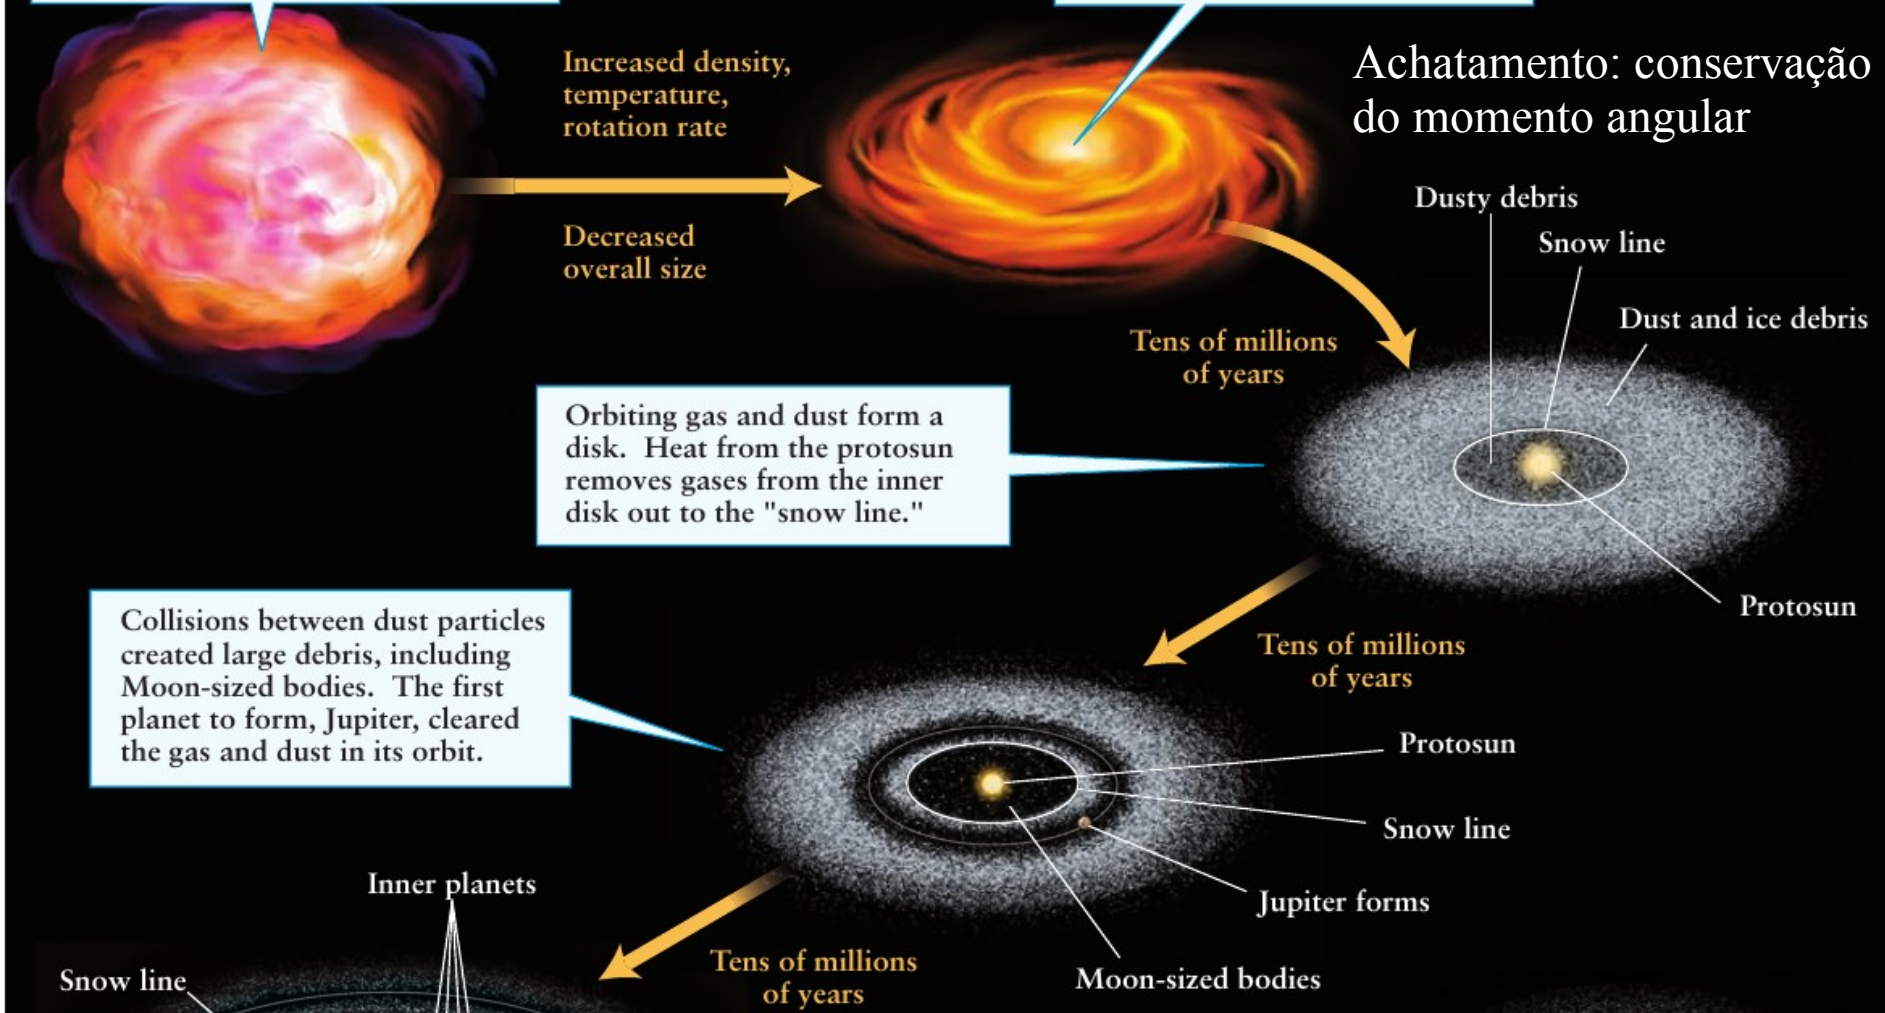 Increased density,
temperature,
rotation rate
Decreased
overall size
Achatamento: conservação
do momento angular
Dusty debris
Snow line
Dust and ice debris
Tens of millions
of years
Orbiting gas and dust form a
disk. Heat from the protosun
removes gases from the inner
disk out to the "snow line."
Protosun
Tens of millions
of years
Collisions between dust particles
created large debris, including
Moon-sized bodies. The first
planet to form, Jupiter, cleared
the gas and dust in its orbit.
Protosun
Snow line
Jupiter forms
Moon-sized bodies
Inner planets
Tens of millions
of years
Snow line